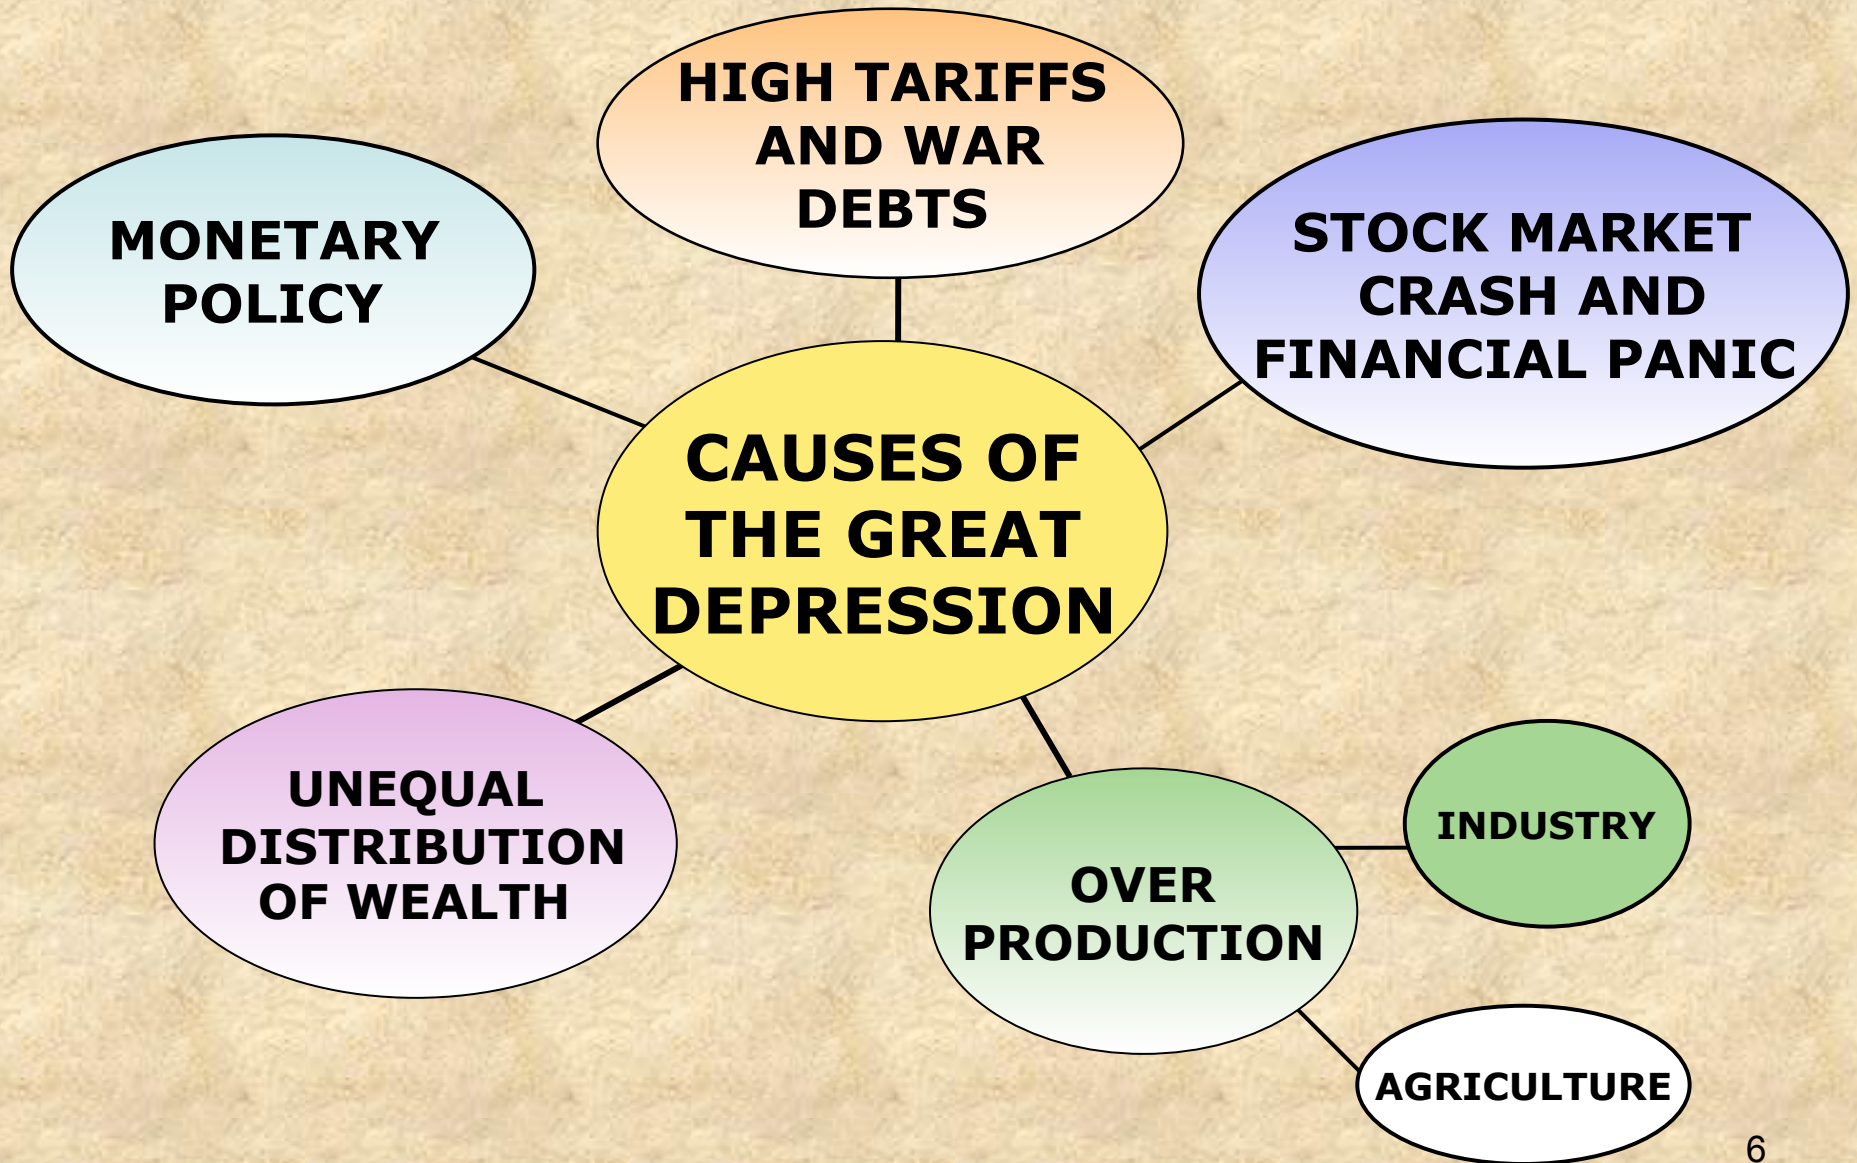 HIGH TARIFFS
AND WAR
DEBTS
MONETARY
POLICY
STOCK MARKET
CRASH AND
FINANCIAL PANIC
CAUSES OF
THE GREAT
DEPRESSION
UNEQUAL
DISTRIBUTION
OF WEALTH
OVER
PRODUCTION
INDUSTRY
AGRICULTURE
6